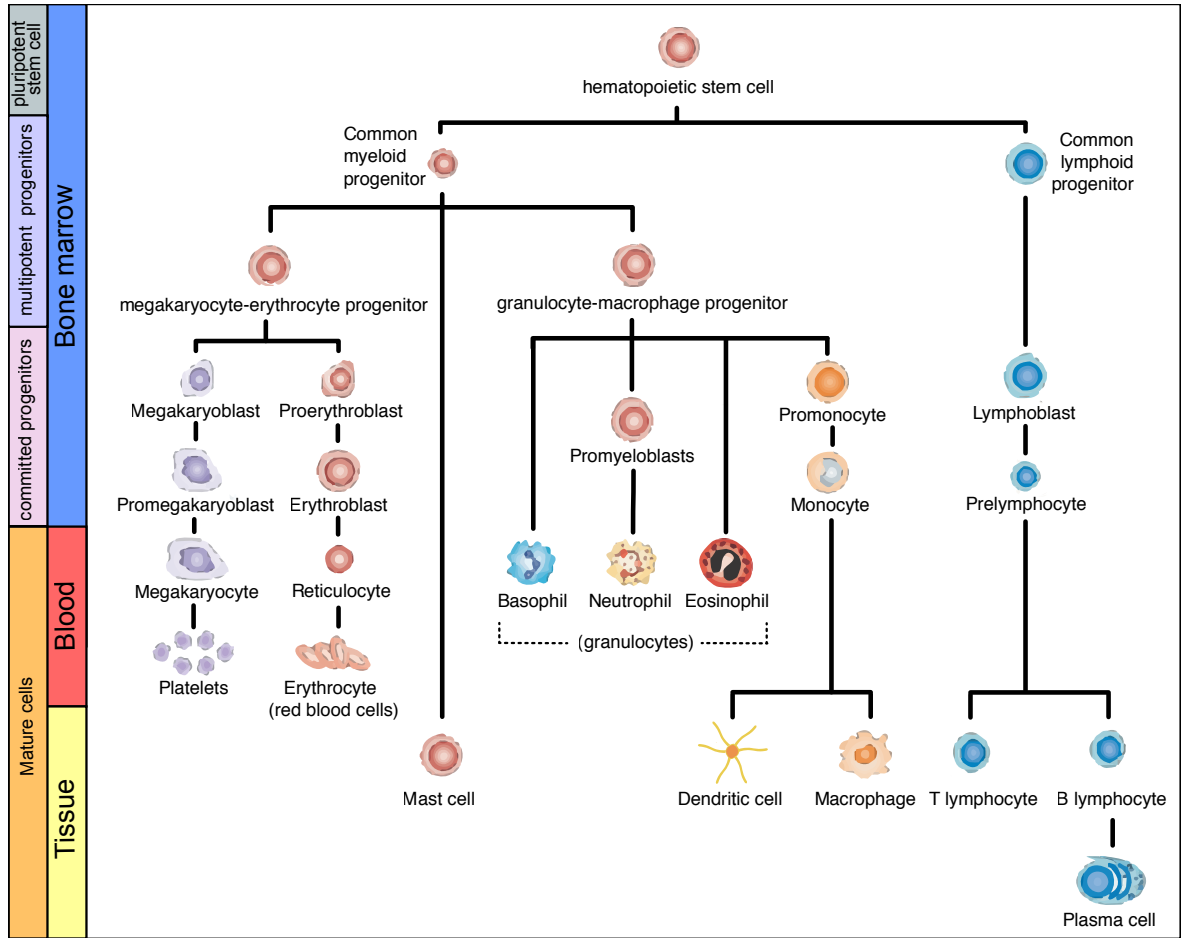 pluripotent
stem cell
multipotent progenitors
committed progenitors
Mature cells
Bone marrow
Blood
Tissue
hematopoietic stem cell
Common
myeloid
progenitor
Common
lymphoid
progenitor
megakaryocyte-erythrocyte progenitor
granulocyte-macrophage progenitor
Megakaryoblast
Proerythroblast
Promonocyte
Lymphoblast
Promyeloblasts
Promegakaryoblast
Erythroblast
Monocyte
Prelymphocyte
Megakaryocyte
Reticulocyte
Basophil
Neutrophil
Eosinophil
(granulocytes)
Platelets
Erythrocyte
(red blood cells)
Mast cell
Dendritic cell
Macrophage
T lymphocyte
B lymphocyte
Plasma cell